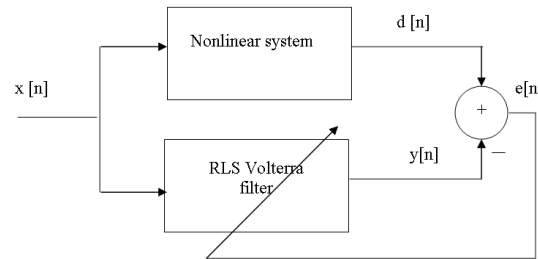 Nonlinear system
d [n]
x [n]
e[n
+
RLS Volterra
filter
y[n]
—